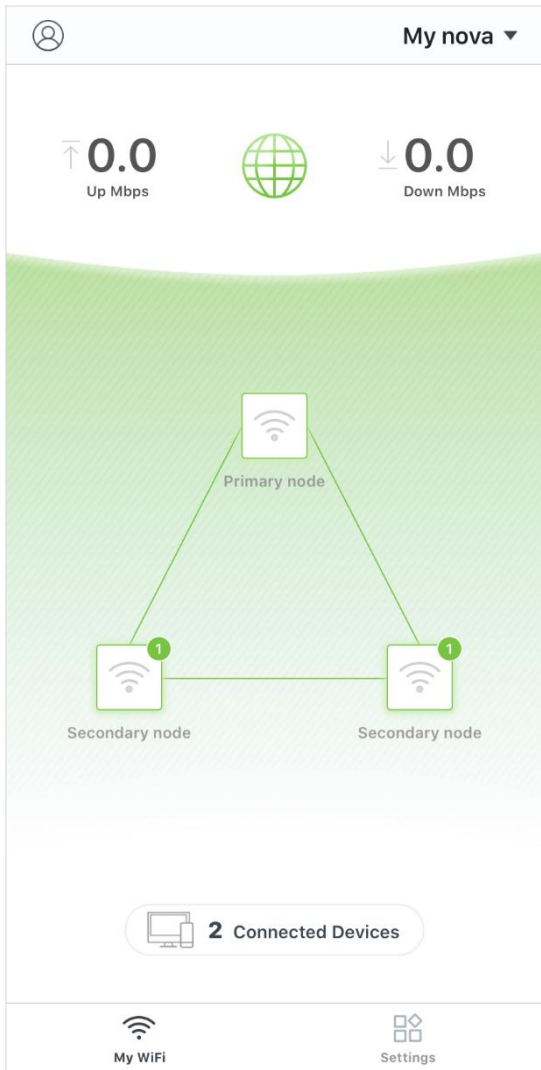 My nova
0.0
Up Mbps
0.0
Down Mbps
Primary node
1
1
Secondary node
Secondary node
2 Connected Devices
My WiFi
Settings